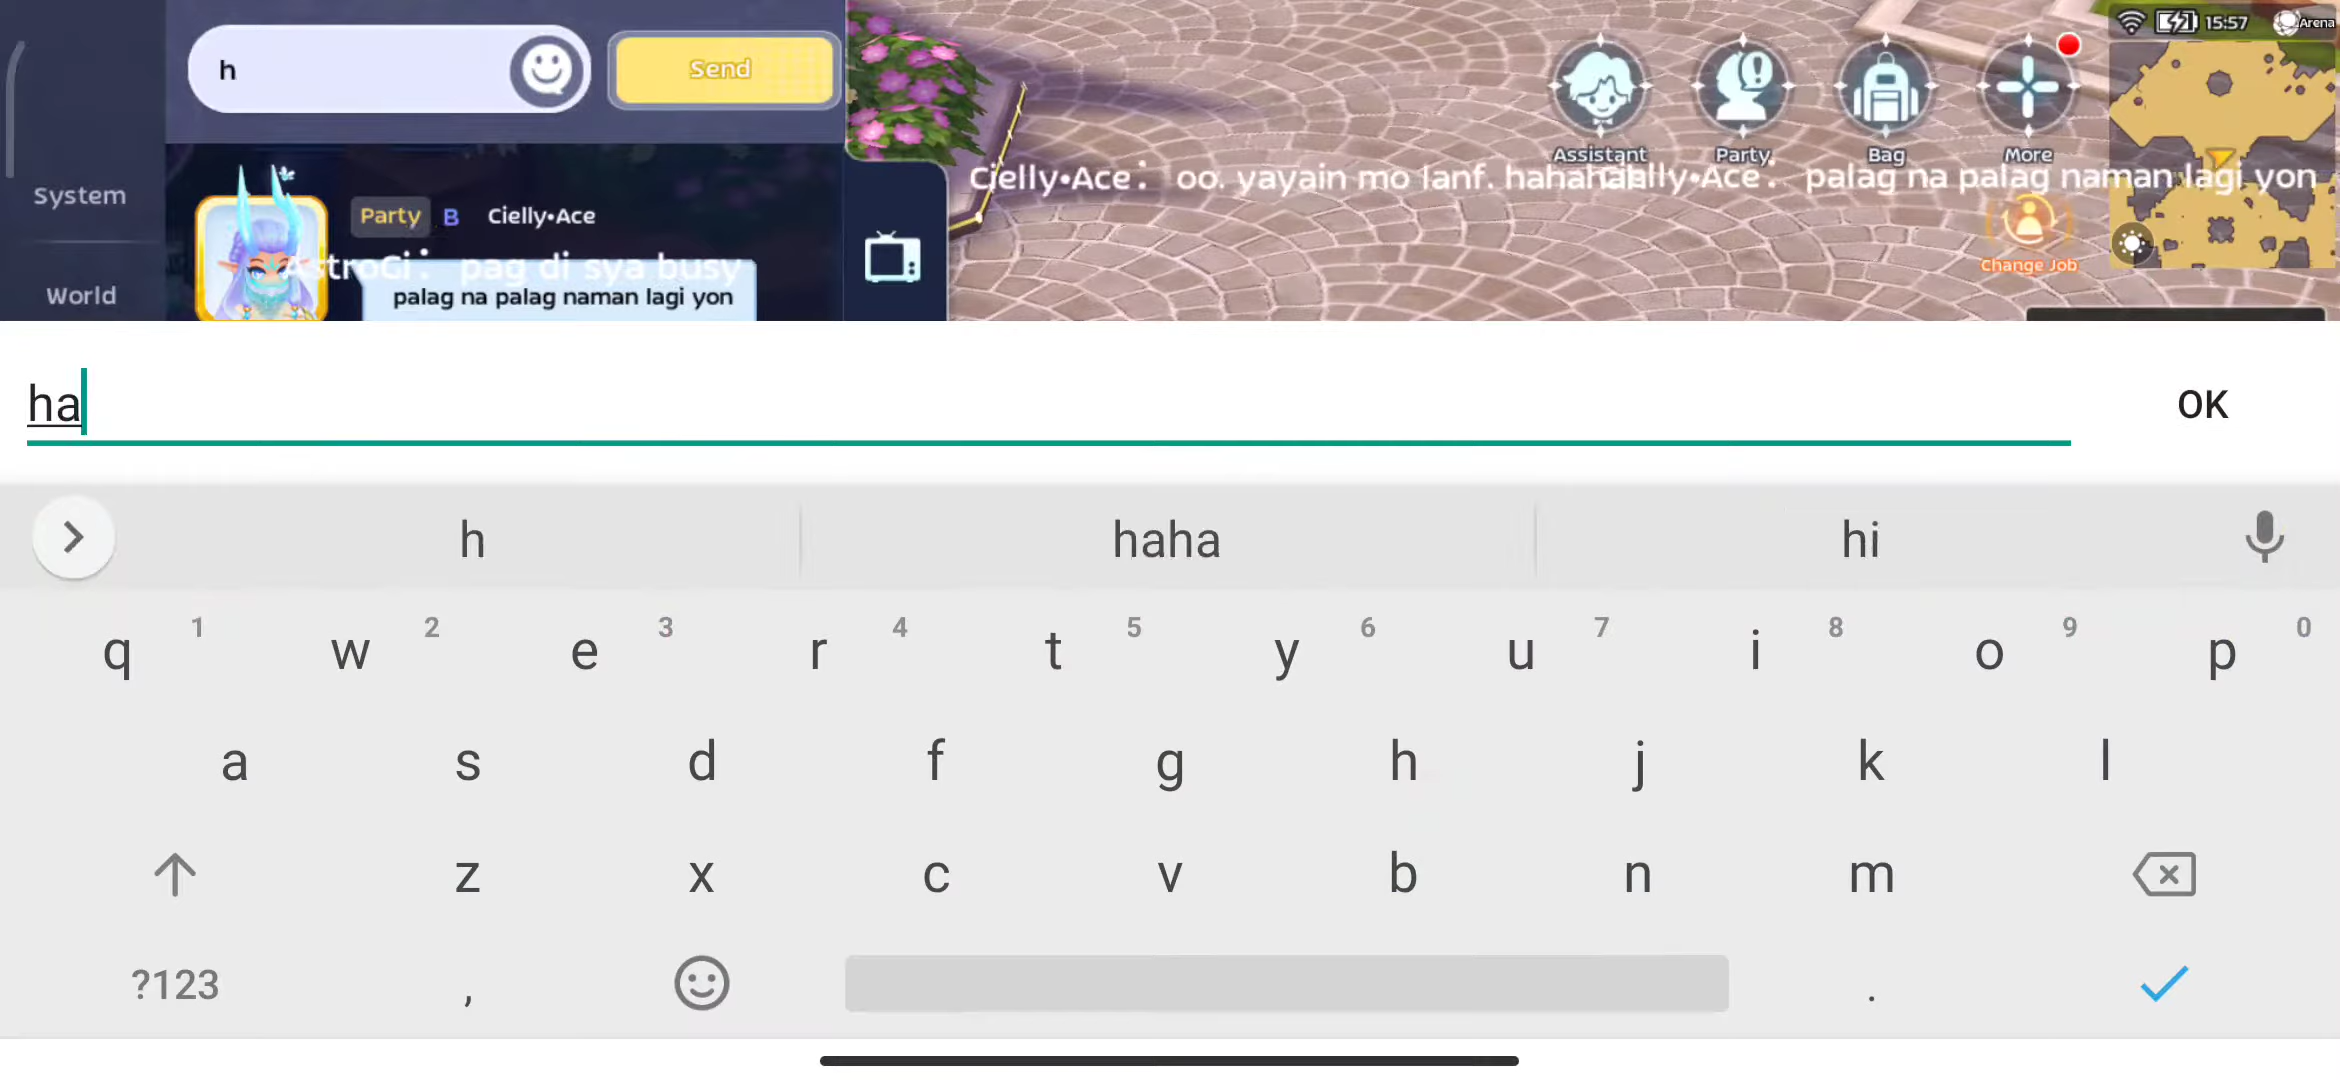 15:57
Arena
h
Send
Assistant
Party
Bag
More
System
Cielly•Ace： oo. yayain mo lanf.
Cielly•Ace： palag na palag naman lagi yon
Party B Cielly•Ace
AstroCi： pag di sya busy
palag na palag naman lagi yon
Change Job
World
ha
OK
h haha hi
q 1 w 2 e 3 r 4 t 5 y 6 u 7 i 8 o 9 p 0
a s d f g h j k l
z x c v b n m
?123 , .